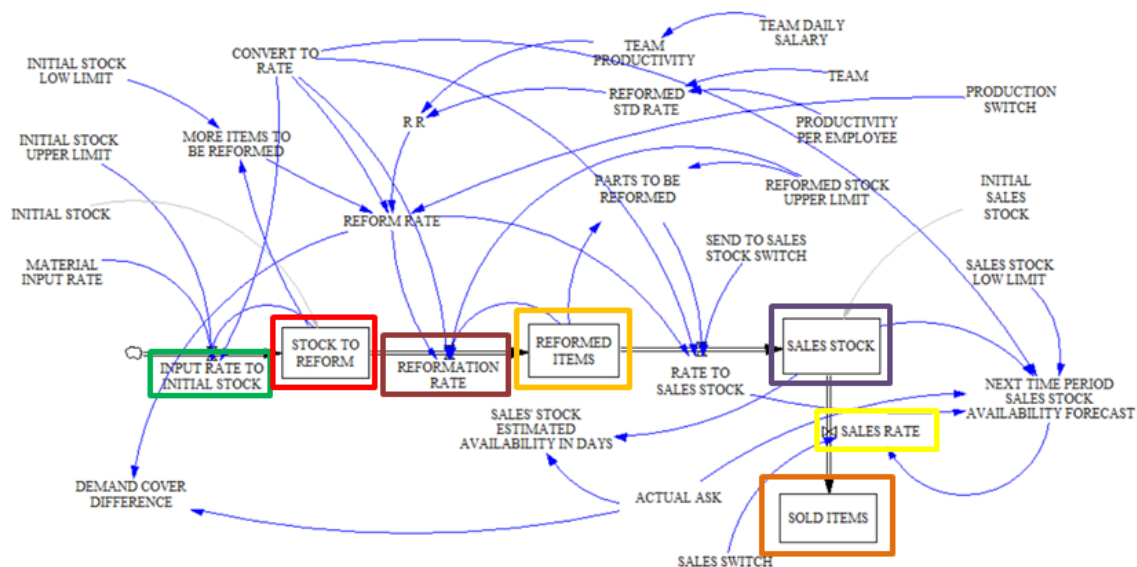 TEAM DAILY
SALARY
CONVERT TO
RATE
TEAM
PRODUCTIVITY
INITIAL STOCK
LOW LIMIT
TEAM
REFORMED
STD RATE
PRODUCTION
SWITCH
R R
PRODUCTIVITY
PER EMPLOYEE
MORE ITEMS TO
BE REFORMED
INITIAL STOCK
UPPER LIMIT
PARTS TO BE
REFORMED
REFORMED STOCK
UPPER LIMIT
INITIAL
SALES
STOCK
INITIAL STOCK
REFORM RATE
SEND TO SALES
STOCK SWITCH
MATERIAL
INPUT RATE
SALES STOCK
LOW LIMIT
STOCK TO
REFORM
REFORMED
ITEMS
SALES STOCK
INPUT RATE TO
INITIAL STOCK
REFORMATION
RATE
RATE TO
SALES STOCK
NEXT TIME PERIOD
SALES STOCK
AVAILABILITY FORECAST
SALES' STOCK
ESTIMATED
AVAILABILITY IN DAYS
SALES RATE
DEMAND COVER
DIFFERENCE
ACTUAL ASK
SOLD ITEMS
SALES SWITCH